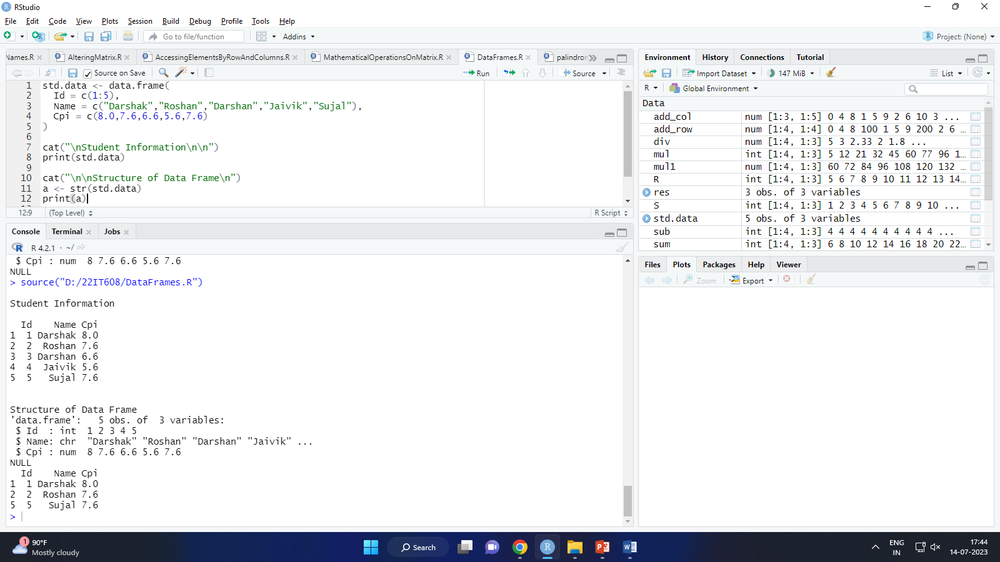 RStudio
File Edit Code View Plots Session Build Debug Profile Tools Help
Go to file/function Addins Project: (None)
Names.R AlteringMatrix.R AccessingElementsByRowAndColumns.R MathematicalOperationsOnMatrix.R DataFrames.R palindron
Source on Save Run Source
1 std.data <- data.frame(
2   Id = c(1:5),
3   Name = c("Darshak","Roshan","Darshan","Jaivik","Sujal"),
4   Cpi = c(8.0,7.6,6.6,5.6,7.6)
5 )
6
7 cat("\nStudent Information\n\n")
8 print(std.data)
9
10 cat("\n\nStructure of Data Frame\n")
11 a <- str(std.data)
12 print(a)
12:9 (Top Level) R Script
Console Terminal Jobs
R 4.2.1 · ~/
$ Cpi : num  8 7.6 6.6 5.6 7.6
NULL
> source("D:/22IT608/DataFrames.R")
Student Information
  Id    Name Cpi
1  1 Darshak 8.0
2  2  Roshan 7.6
3  3 Darshan 6.6
4  4  Jaivik 5.6
5  5   Sujal 7.6
Structure of Data Frame
'data.frame':   5 obs. of  3 variables:
 $ Id  : int  1 2 3 4 5
 $ Name: chr  "Darshak" "Roshan" "Darshan" "Jaivik" ...
 $ Cpi : num  8 7.6 6.6 5.6 7.6
NULL
  Id    Name Cpi
1  1 Darshak 8.0
2  2  Roshan 7.6
5  5   Sujal 7.6
>
Environment History Connections Tutorial
Import Dataset 147 MiB List
R Global Environment
Data
add_col num [1:3, 1:5] 0 4 8 1 5 9 2 6 10 3 ...
add_row num [1:4, 1:4] 0 4 8 100 1 5 9 200 2 6 …
div num [1:4, 1:3] 5 3 2.33 2 1.8 ...
mul int [1:4, 1:3] 5 12 21 32 45 60 77 96 1…
mul1 num [1:4, 1:3] 60 72 84 96 108 120 132 …
R int [1:4, 1:3] 5 6 7 8 9 10 11 12 13 14…
res 3 obs. of 3 variables
S int [1:4, 1:3] 1 2 3 4 5 6 7 8 9 10 ...
std.data 5 obs. of 3 variables
sub int [1:4, 1:3] 4 4 4 4 4 4 4 4 4 4 ...
sum int [1:4, 1:3] 6 8 10 12 14 16 18 20 22…
Files Plots Packages Help Viewer
Zoom Export
1 90°F
Mostly cloudy
Search
ENG
IN
17:44
14-07-2023